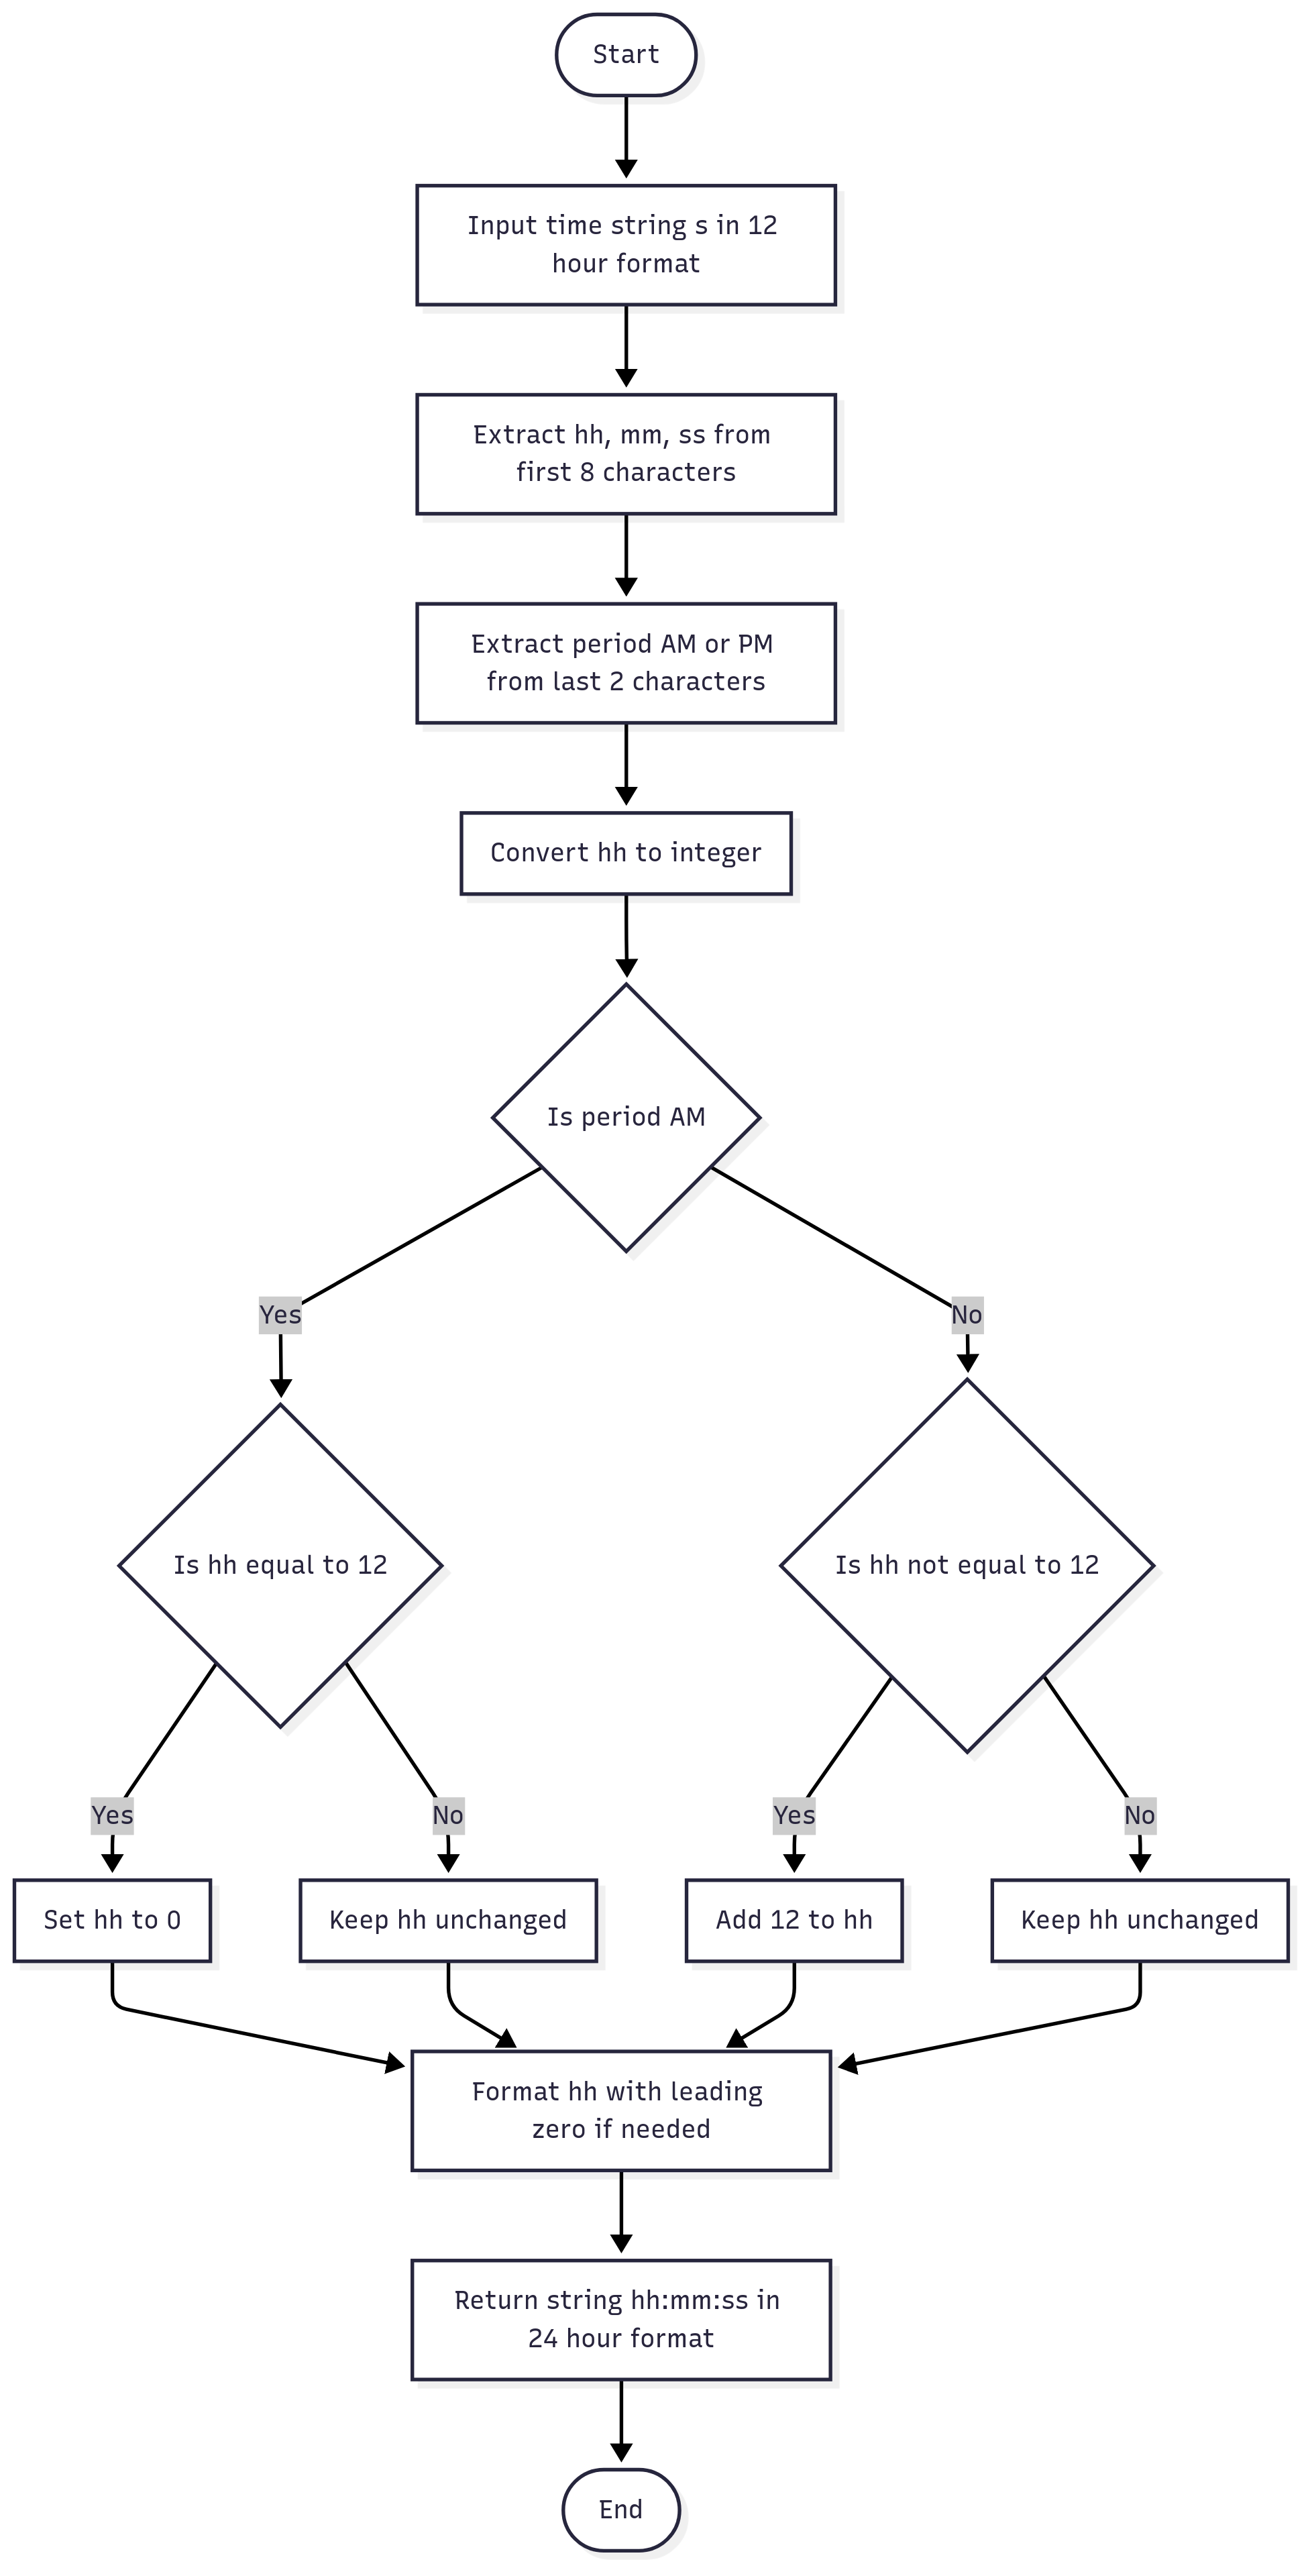 Start
Input time string s in 12
hour format
Extract hh, mm, ss from
first 8 characters
Extract period AM or PM
from last 2 characters
Convert hh to integer
Is period AM
Yes
No
Is hh equal to 12
Is hh not equal to 12
Yes
No
Yes
No
Set hh to 0
Keep hh unchanged
Add 12 to hh
Keep hh unchanged
Format hh with leading
zero if needed
Return string hh:mm:ss in
24 hour format
End